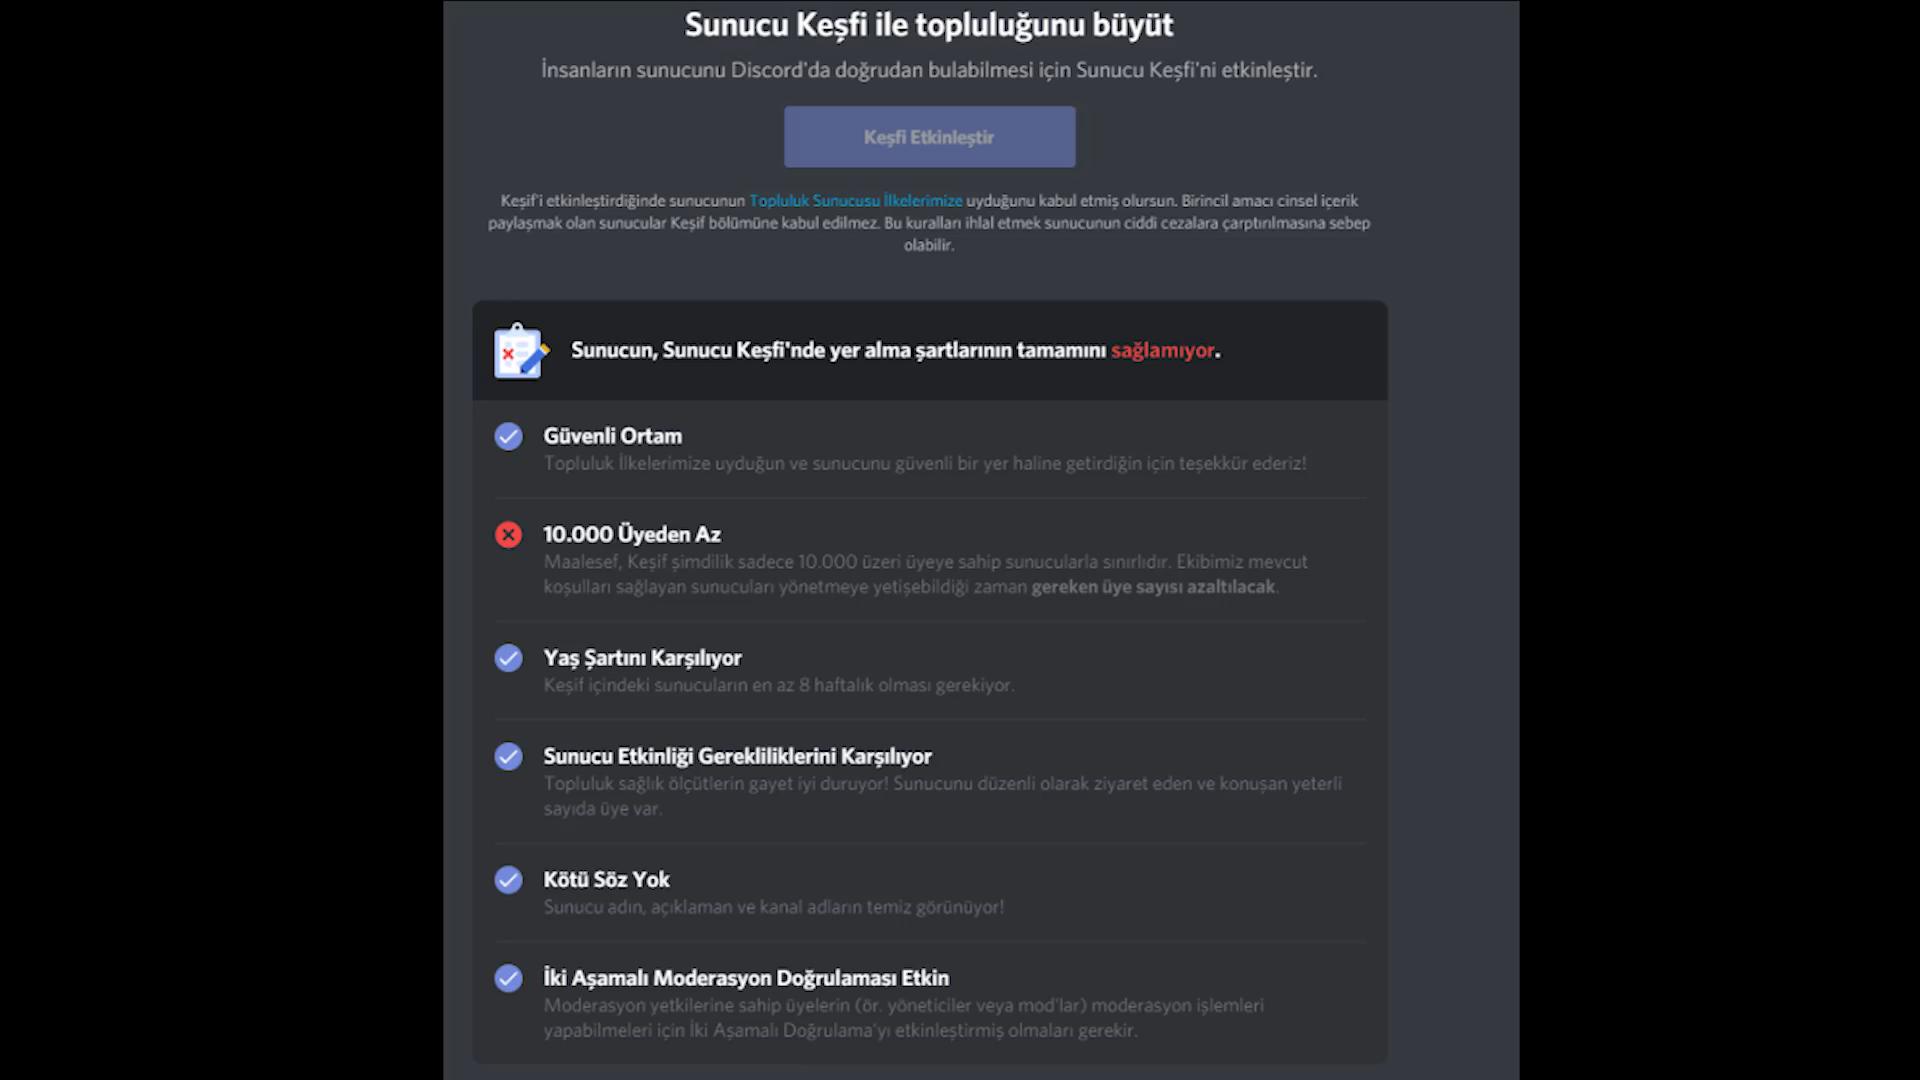 Sunucu Keşfi ile topluluğunu büyüt
İnsanların sunucunu Discord'da doğrudan bulabilmesi için Sunucu Keşfi'ni etkinleştir.
Keşfi Etkinleştir
Keşif'i etkinleştirdiğinde sunucunun Topluluk Sunucusu İlkelerimize uyduğunu kabul etmiş olursun. Birincil amacı cinsel içerik
paylaşmak olan sunucular Keşif bölümüne kabul edilmez. Bu kuralları ihlal etmek sunucunun ciddi cezalara çarptırılmasına sebep
olabilir.
Sunucun, Sunucu Keşfi'nde yer alma şartlarının tamamını sağlamıyor.
Güvenli Ortam
Topluluk İlkelerimize uyduğun ve sunucunu güvenli bir yer haline getirdiğin için teşekkür ederiz!
10.000 Üyeden Az
Maalesef, Keşif şimdilik sadece 10.000 üzeri üyeye sahip sunucularla sınırlıdır. Ekibimiz mevcut
koşulları sağlayan sunucuları yönetmeye yetişebildiği zaman gereken üye sayısı azaltılacak.
Yaş Şartını Karşılıyor
Keşif içindeki sunucuların en az 8 haftalık olması gerekiyor.
Sunucu Etkinliği Gerekliliklerini Karşılıyor
Topluluk sağlık ölçütlerin gayet iyi duruyor! Sunucunu düzenli olarak ziyaret eden ve konuşan yeterli
sayıda üye var.
Kötü Söz Yok
Sunucu adın, açıklaman ve kanal adların temiz görünüyor!
İki Aşamalı Moderasyon Doğrulaması Etkin
Moderasyon yetkilerine sahip üyelerin (ör. yöneticiler veya mod'lar) moderasyon işlemleri
yapabilmeleri için İki Aşamalı Doğrulama'yı etkinleştirmiş olmaları gerekir.